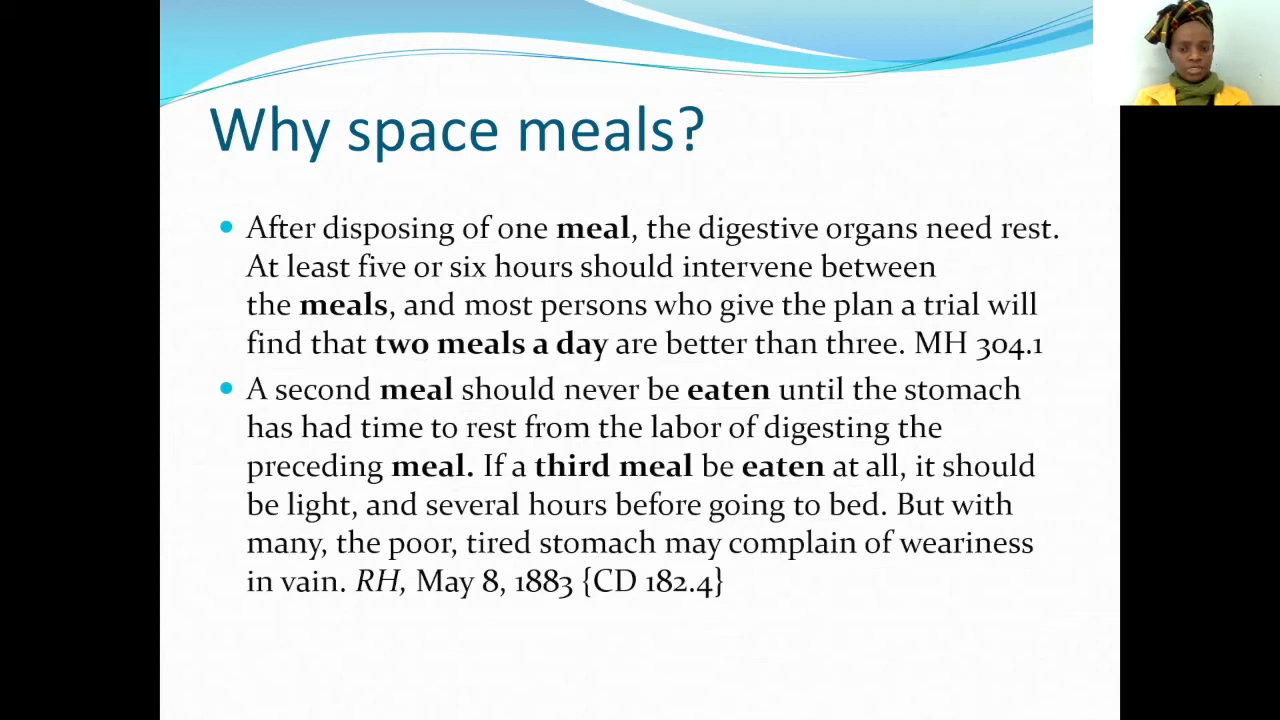 Why space meals?
After disposing of one meal, the digestive organs need rest.
At least five or six hours should intervene between
the meals, and most persons who give the plan a trial will
find that two meals a day are better than three. MH 304.1
A second meal should never be eaten until the stomach
has had time to rest from the labor of digesting the
preceding meal. If a third meal be eaten at all, it should
be light, and several hours before going to bed. But with
many, the poor, tired stomach may complain of weariness
in vain. RH, May 8, 1883 {CD 182.4}